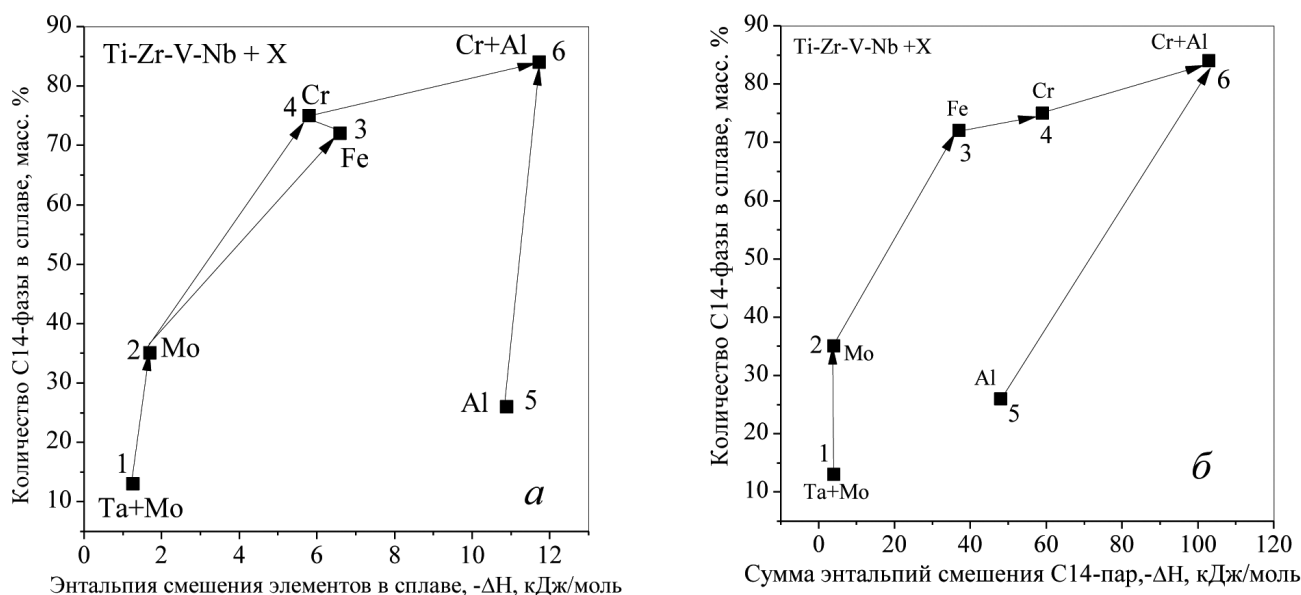 90
80
70
60
50
40
30
20
10
0
2
4
6
8
10
12
Количество С14-фазы в сплаве, масс. %
Энтальпия смешения элементов в сплаве, -ΔH, кДж/моль
Ti-Zr-V-Nb + X
Cr+Al
6
4
Cr
3
Fe
2
Mo
Al
5
1
Ta+Mo
а
90
80
70
60
50
40
30
20
10
0
20
40
60
80
100
120
Количество С14-фазы в сплаве, масс. %
Сумма энтальпий смешения С14-пар,-ΔH, кДж/моль
Ti-Zr-V-Nb +X
Cr+Al
6
Fe
3
Cr
4
2
Mo
Al
5
1
Ta+Mo
б